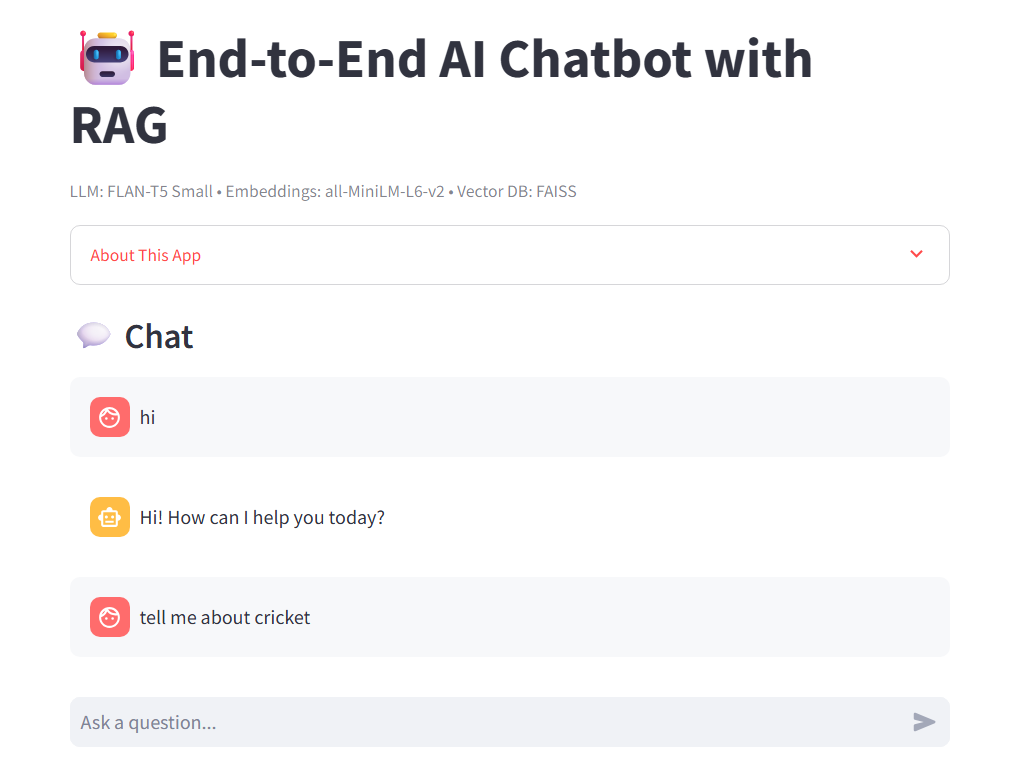 End-to-End AI Chatbot with
RAG
LLM: FLAN-T5 Small • Embeddings: all-MiniLM-L6-v2 • Vector DB: FAISS
About This App
Chat
hi
Hi! How can I help you today?
tell me about cricket
Ask a question...